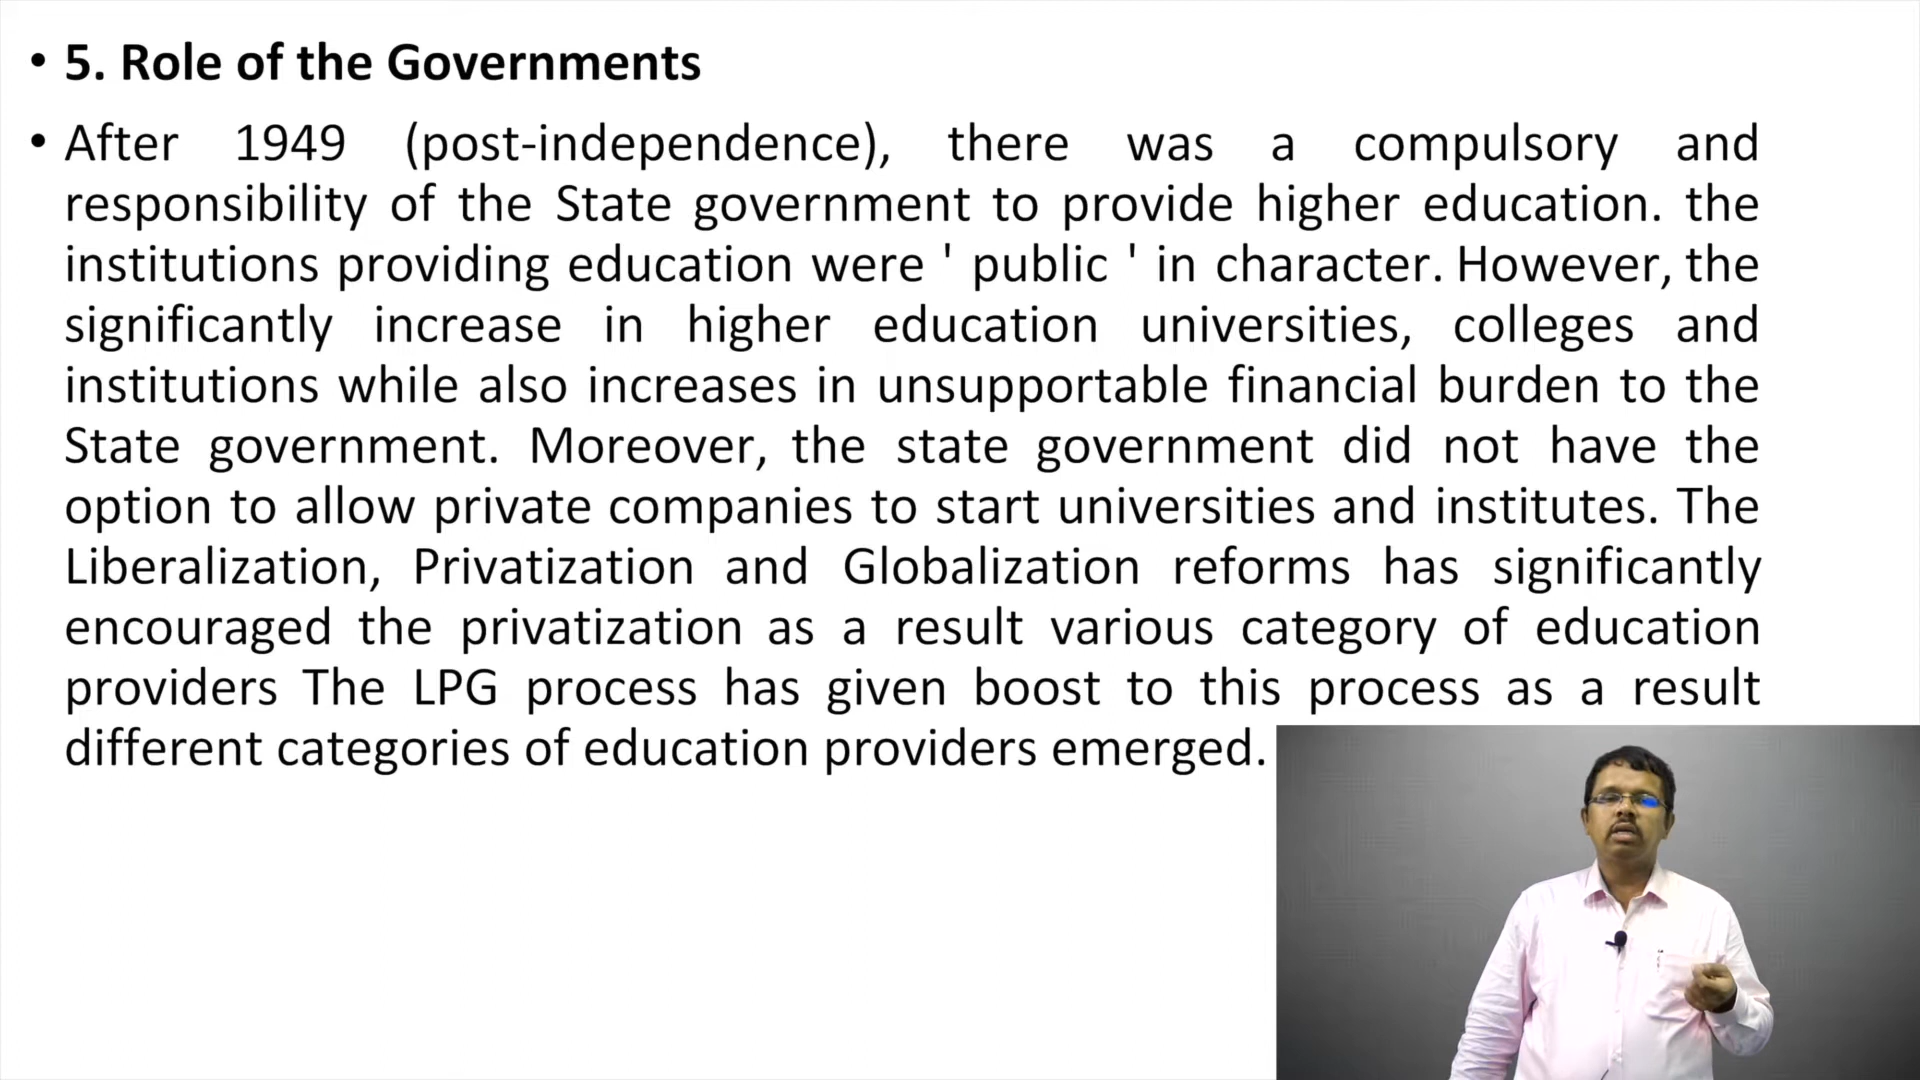 • 5. Role of the Governments
• After 1949 (post-independence), there was a compulsory and
responsibility of the State government to provide higher education. the
institutions providing education were ' public ' in character. However, the
significantly increase in higher education universities, colleges and
institutions while also increases in unsupportable financial burden to the
State government. Moreover, the state government did not have the
option to allow private companies to start universities and institutes. The
Liberalization, Privatization and Globalization reforms has significantly
encouraged the privatization as a result various category of education
providers The LPG process has given boost to this process as a result
different categories of education providers emerged.